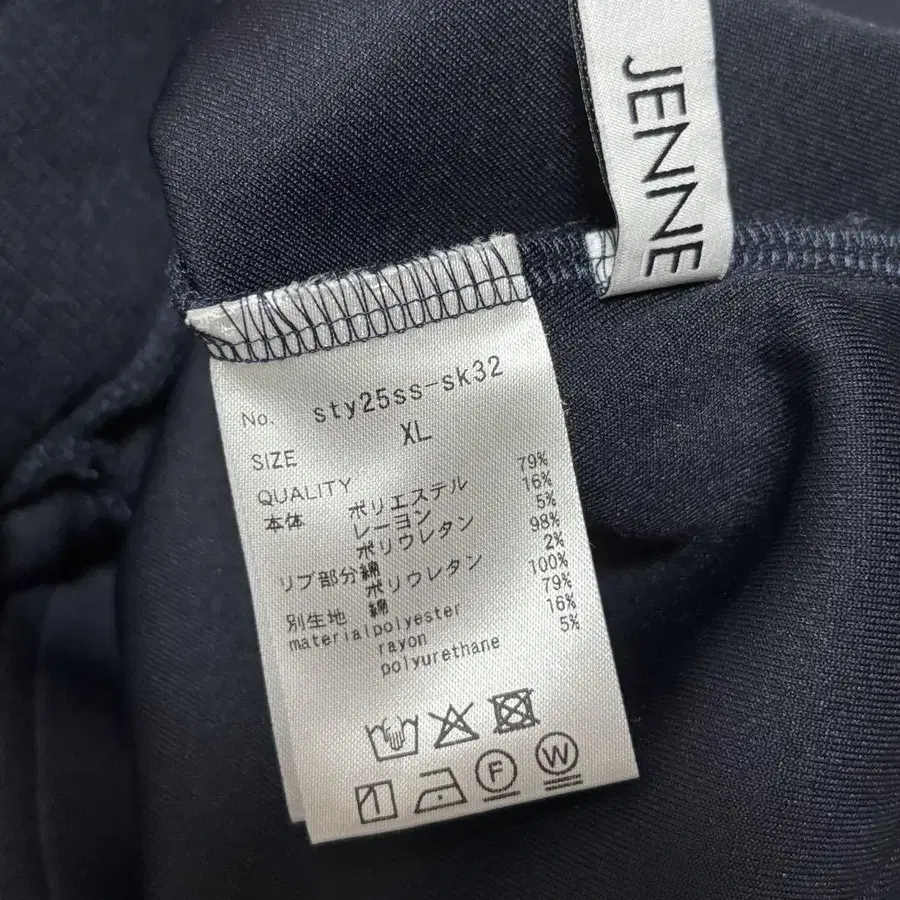 JENNE
No. sty25ss-sk32
SIZE XL
QUALITY
本体 ポリエステル 79%
レーヨン 16%
ポリウレタン 5%
リブ部分 綿 98%
ポリウレタン 2%
別生地 綿 100%
material polyester 79%
rayon 16%
polyurethane 5%
F W